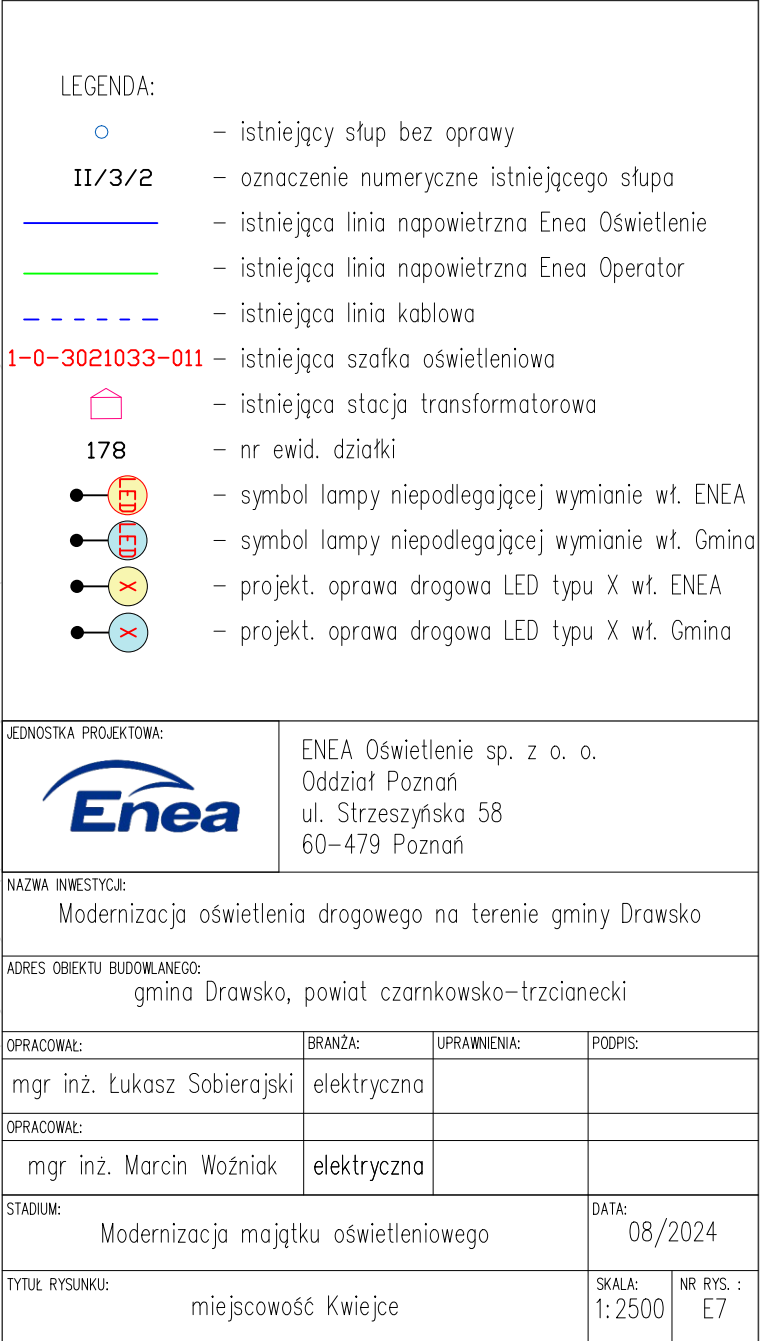 LEGENDA:
– istniejący słup bez oprawy
II/3/2 – oznaczenie numeryczne istniejącego słupa
– istniejąca linia napowietrzna Enea Oświetlenie
– istniejąca linia napowietrzna Enea Operator
– istniejąca linia kablowa
1-0-3021033-011 – istniejąca szafka oświetleniowa
– istniejąca stacja transformatorowa
178 – nr ewid. działki
LED – symbol lampy niepodlegającej wymianie wł. ENEA
LED – symbol lampy niepodlegającej wymianie wł. Gmina
X – projekt. oprawa drogowa LED typu X wł. ENEA
X – projekt. oprawa drogowa LED typu X wł. Gmina
JEDNOSTKA PROJEKTOWA:
Enea
ENEA Oświetlenie sp. z o. o.
Oddział Poznań
ul. Strzeszyńska 58
60-479 Poznań
NAZWA INWESTYCJI:
Modernizacja oświetlenia drogowego na terenie gminy Drawsko
ADRES OBIEKTU BUDOWLANEGO:
gmina Drawsko, powiat czarnkowsko-trzcianecki
OPRACOWAŁ: BRANŻA: UPRAWNIENIA: PODPIS:
mgr inż. Łukasz Sobierajski elektryczna
OPRACOWAŁ:
mgr inż. Marcin Woźniak elektryczna
STADIUM: DATA:
Modernizacja majątku oświetleniowego 08/2024
TYTUŁ RYSUNKU: SKALA: NR RYS. :
miejscowość Kwiejce 1:2500 E7